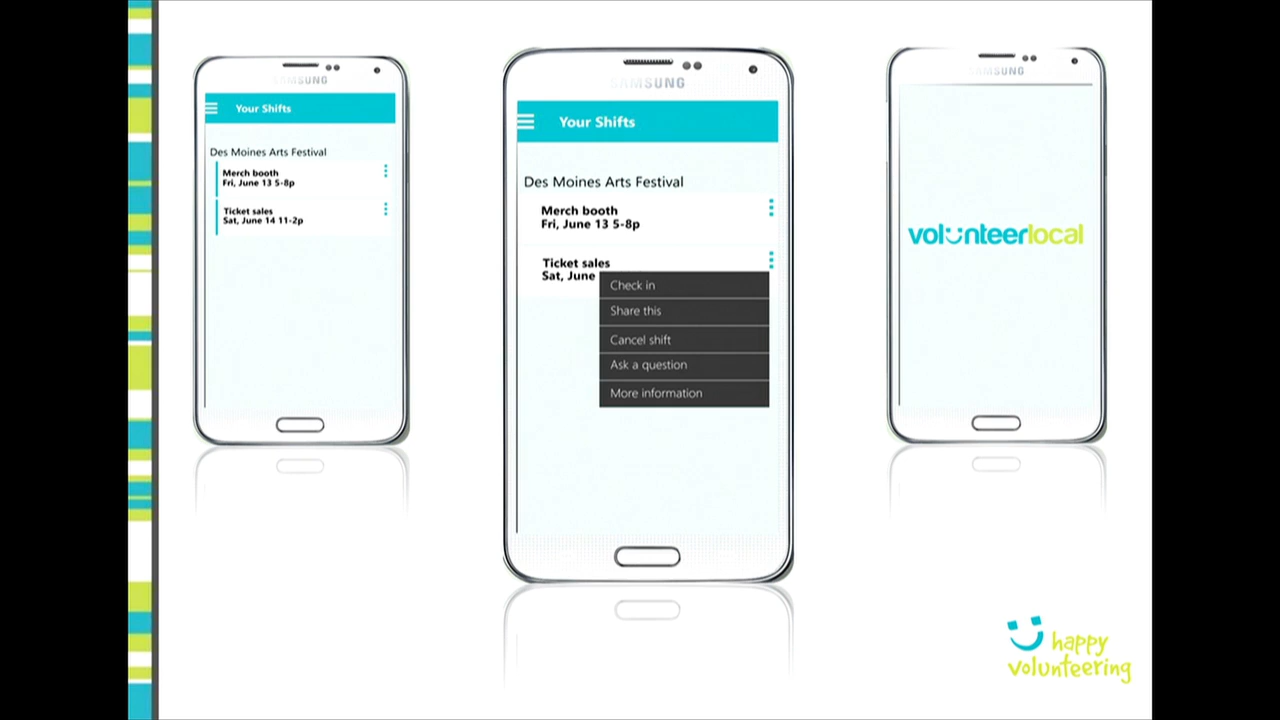 SAMSUNG
Your Shifts
Des Moines Arts Festival
Merch booth
Fri, June 13 5-8p
Ticket sales
Sat, June 14 11-2p
SAMSUNG
Your Shifts
Des Moines Arts Festival
Merch booth
Fri, June 13 5-8p
Ticket sales
Sat, June
Check in
Share this
Cancel shift
Ask a question
More information
SAMSUNG
volunteerlocal
happy
volunteering